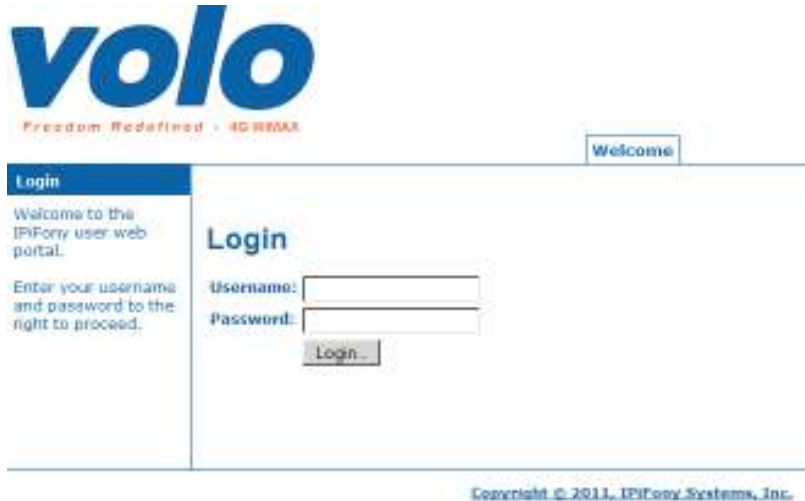 volo
Freedom Redefined - 4G WiMAX
Welcome
Login
Welcome to the
IPiFony user web
portal.
Enter your username
and password to the
right to proceed.
Login
Username:
Password:
Login...
Copyright © 2011, IPiFony Systems, Inc.